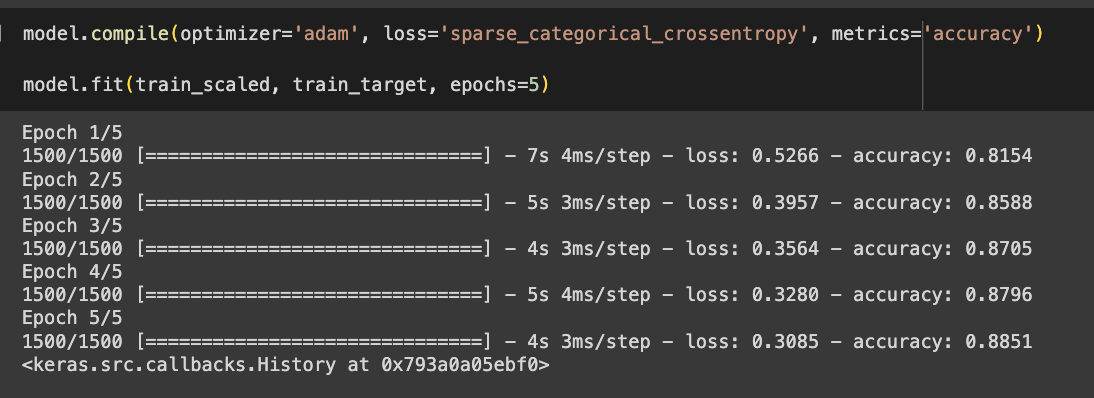 model.compile(optimizer='adam', loss='sparse_categorical_crossentropy', metrics='accuracy')
model.fit(train_scaled, train_target, epochs=5)
Epoch 1/5
1500/1500 [==============================] - 7s 4ms/step - loss: 0.5266 - accuracy: 0.8154
Epoch 2/5
1500/1500 [==============================] - 5s 3ms/step - loss: 0.3957 - accuracy: 0.8588
Epoch 3/5
1500/1500 [==============================] - 4s 3ms/step - loss: 0.3564 - accuracy: 0.8705
Epoch 4/5
1500/1500 [==============================] - 5s 4ms/step - loss: 0.3280 - accuracy: 0.8796
Epoch 5/5
1500/1500 [==============================] - 4s 3ms/step - loss: 0.3085 - accuracy: 0.8851
<keras.src.callbacks.History at 0x793a0a05ebf0>